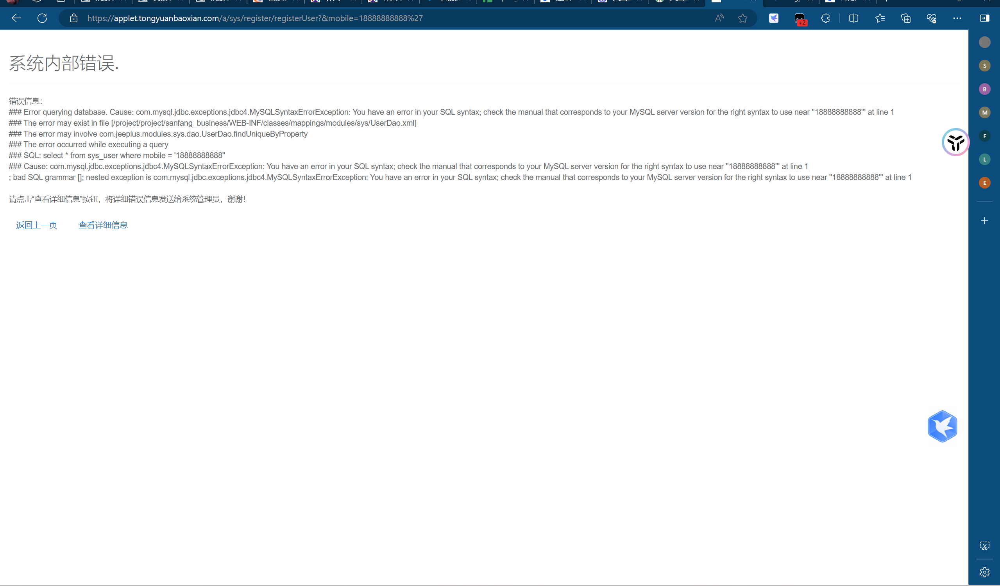 https://applet.tongyuanbaoxian.com/a/sys/register/registerUser?&mobile=18888888888%27
+2
系统内部错误.
错误信息：
### Error querying database. Cause: com.mysql.jdbc.exceptions.jdbc4.MySQLSyntaxErrorException: You have an error in your SQL syntax; check the manual that corresponds to your MySQL server version for the right syntax to use near ''18888888888''' at line 1
### The error may exist in file [/project/project/sanfang_business/WEB-INF/classes/mappings/modules/sys/UserDao.xml]
### The error may involve com.jeeplus.modules.sys.dao.UserDao.findUniqueByProperty
### The error occurred while executing a query
### SQL: select * from sys_user where mobile = '18888888888''
### Cause: com.mysql.jdbc.exceptions.jdbc4.MySQLSyntaxErrorException: You have an error in your SQL syntax; check the manual that corresponds to your MySQL server version for the right syntax to use near ''18888888888''' at line 1
; bad SQL grammar []; nested exception is com.mysql.jdbc.exceptions.jdbc4.MySQLSyntaxErrorException: You have an error in your SQL syntax; check the manual that corresponds to your MySQL server version for the right syntax to use near ''18888888888''' at line 1
请点击“查看详细信息”按钮，将详细错误信息发送给系统管理员，谢谢！
返回上一页 查看详细信息
S
B
M
F
L
E